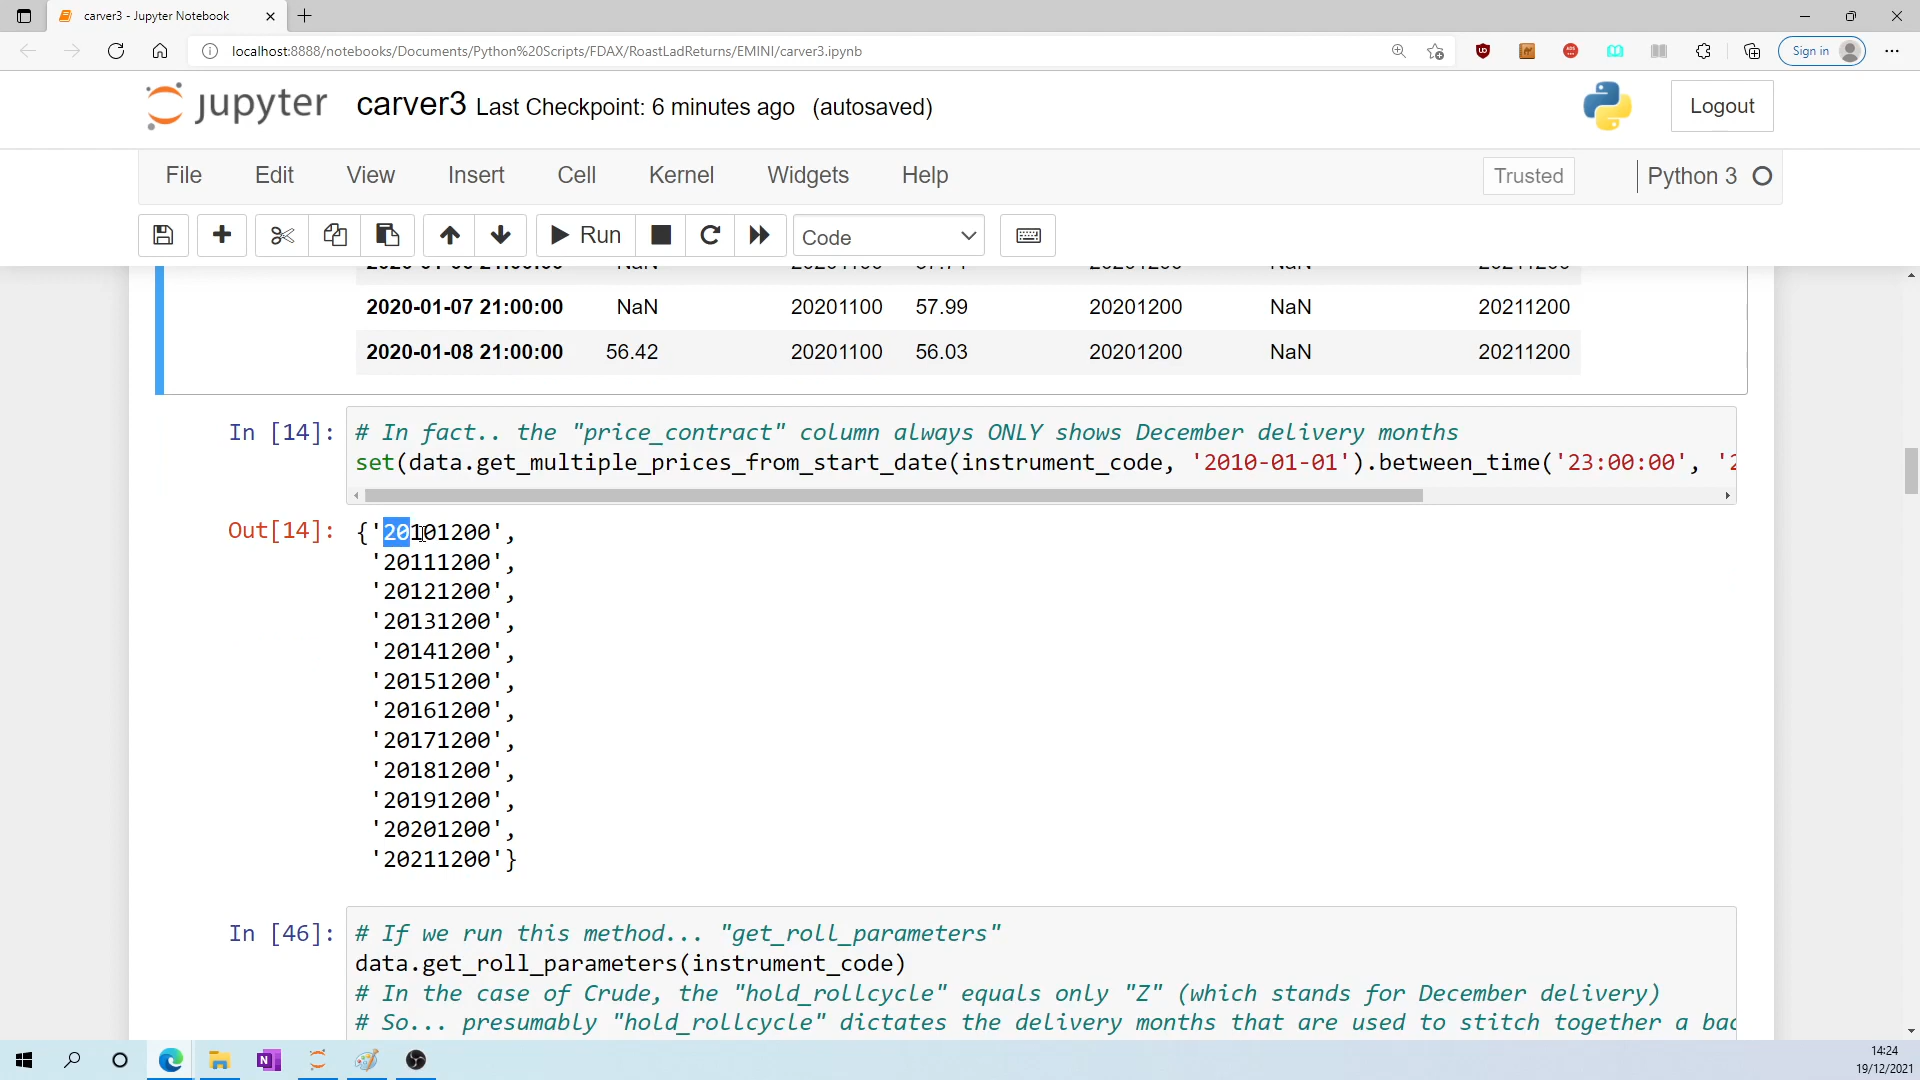 carver3 - Jupyter Notebook
localhost:8888/notebooks/Documents/Python%20Scripts/FDAX/RoastLadReturns/EMINI/carver3.ipynb
Sign in
jupyter carver3 Last Checkpoint: 6 minutes ago (autosaved)
Logout
File Edit View Insert Cell Kernel Widgets Help
Trusted
Python 3
Run
Code
2020-01-07 21:00:00 NaN 20201100 57.99 20201200 NaN 20211200
2020-01-08 21:00:00 56.42 20201100 56.03 20201200 NaN 20211200
In [14]: # In fact.. the "price_contract" column always ONLY shows December delivery months
set(data.get_multiple_prices_from_start_date(instrument_code, '2010-01-01').between_time('23:00:00', '2
Out[14]: {'20101200',
'20111200',
'20121200',
'20131200',
'20141200',
'20151200',
'20161200',
'20171200',
'20181200',
'20191200',
'20201200',
'20211200'}
In [46]: # If we run this method... "get_roll_parameters"
data.get_roll_parameters(instrument_code)
# In the case of Crude, the "hold_rollcycle" equals only "Z" (which stands for December delivery)
# So... presumably "hold_rollcycle" dictates the delivery months that are used to stitch together a bac
14:24
19/12/2021